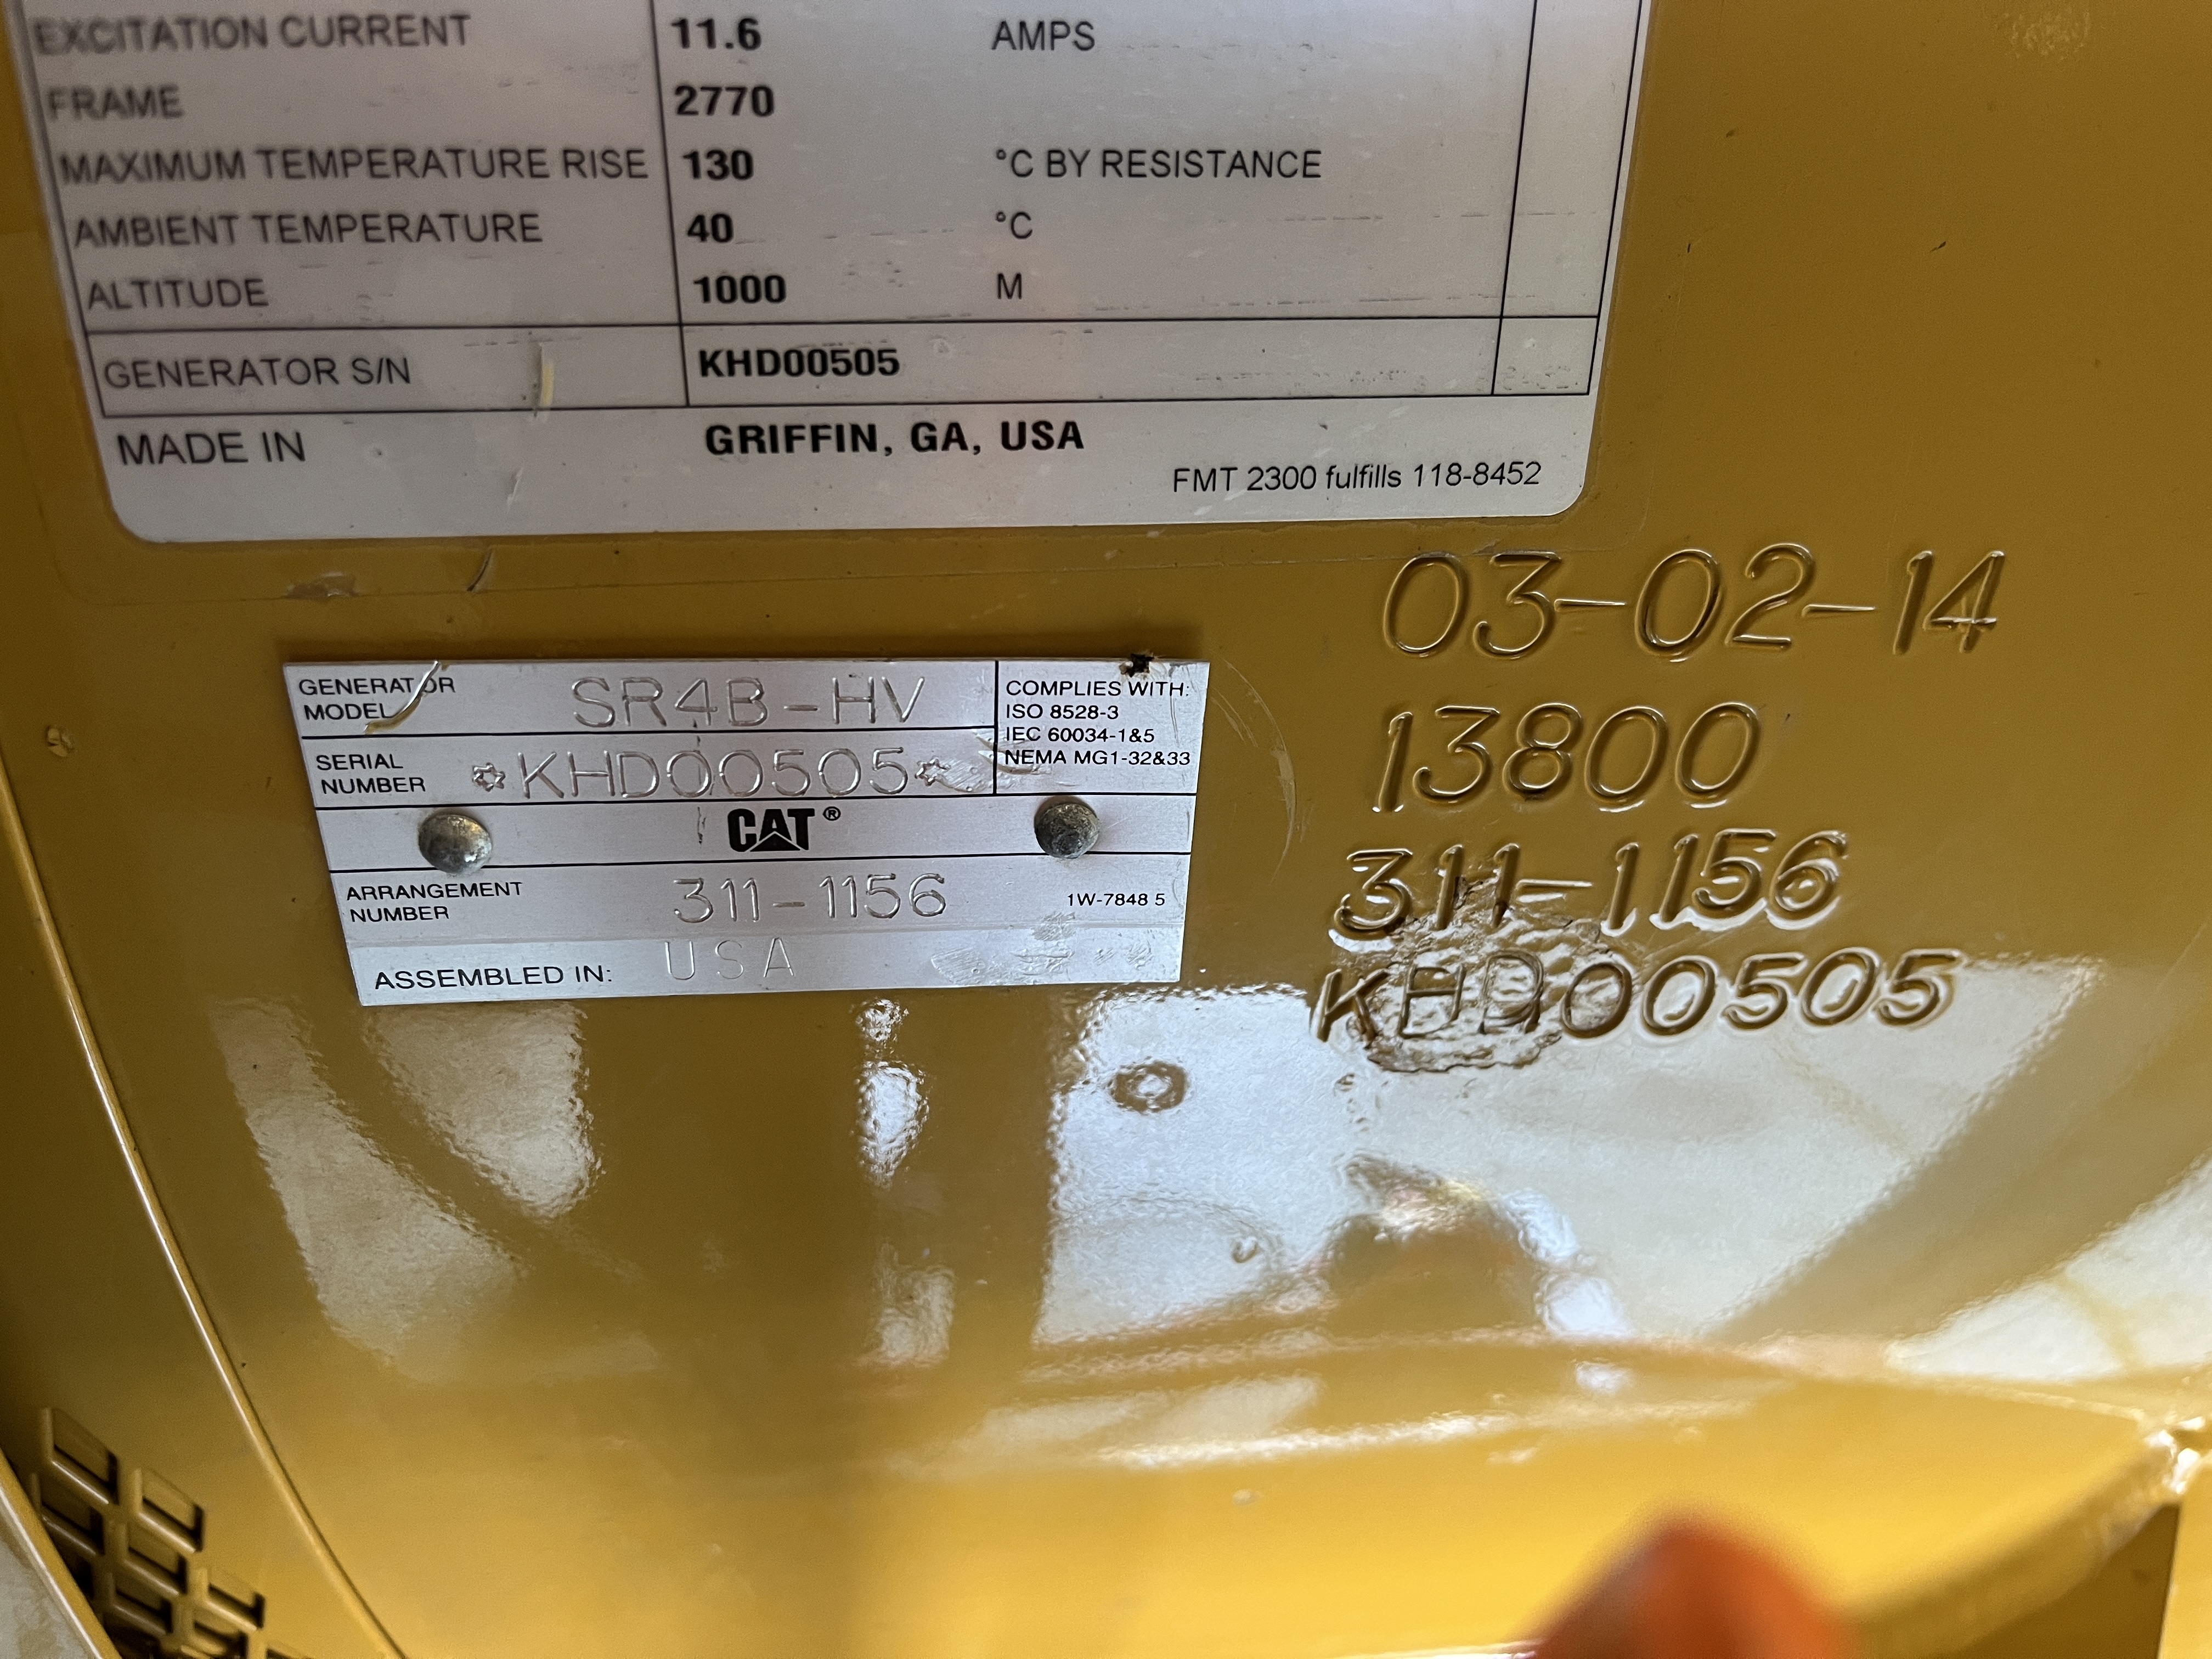 EXCITATION CURRENT 11.6 AMPS
FRAME 2770
MAXIMUM TEMPERATURE RISE 130 °C BY RESISTANCE
AMBIENT TEMPERATURE 40 °C
ALTITUDE 1000 M
GENERATOR S/N KHD00505
MADE IN GRIFFIN, GA, USA
FMT 2300 fulfills 118-8452
GENERATOR MODEL SR4B-HV
SERIAL NUMBER *KHD00505*
COMPLIES WITH:
ISO 8528-3
IEC 60034-1&5
NEMA MG1-32&33
CAT®
ARRANGEMENT NUMBER 311-1156 1W-7848 5
ASSEMBLED IN: USA
03-02-14
13800
311-1156
KHD00505